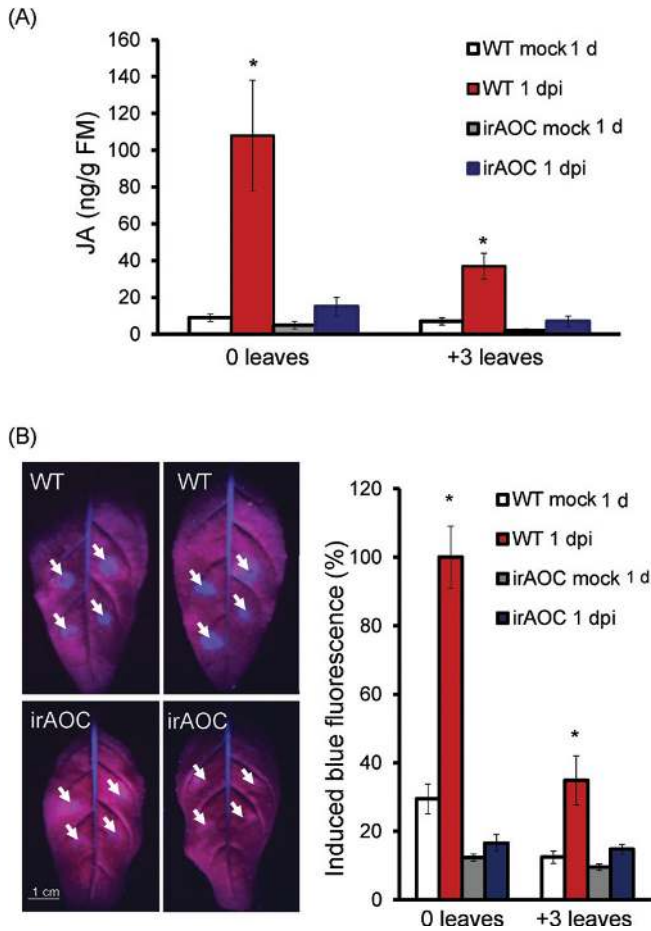 (A)
160
140
120
100
80
60
40
20
0
JA (ng/g FM)
*
*
0 leaves
+3 leaves
WT mock 1 d
WT 1 dpi
irAOC mock 1 d
irAOC 1 dpi
(B)
WT
WT
irAOC
irAOC
1 cm
120
100
80
60
40
20
0
Induced blue fluorescence (%)
*
*
0 leaves
+3 leaves
WT mock 1 d
WT 1 dpi
irAOC mock 1 d
irAOC 1 dpi